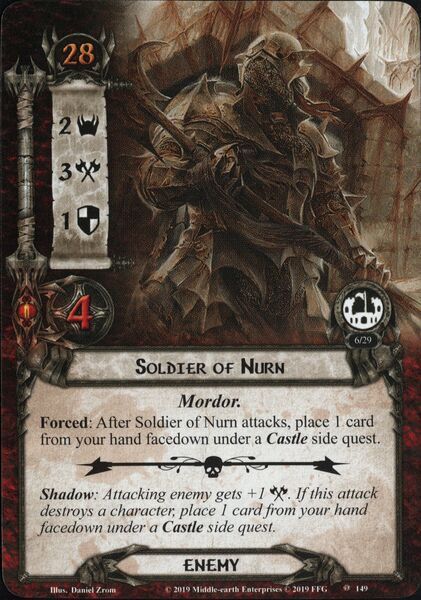 28
2
3
1
4
6/29
Soldier of Nurn
Mordor.
Forced: After Soldier of Nurn attacks, place 1 card
from your hand facedown under a Castle side quest.
Shadow: Attacking enemy gets +1 . If this attack
destroys a character, place 1 card from your hand
facedown under a Castle side quest.
ENEMY
Illus. Daniel Zrom © 2019 Middle-earth Enterprises © 2019 FFG 149